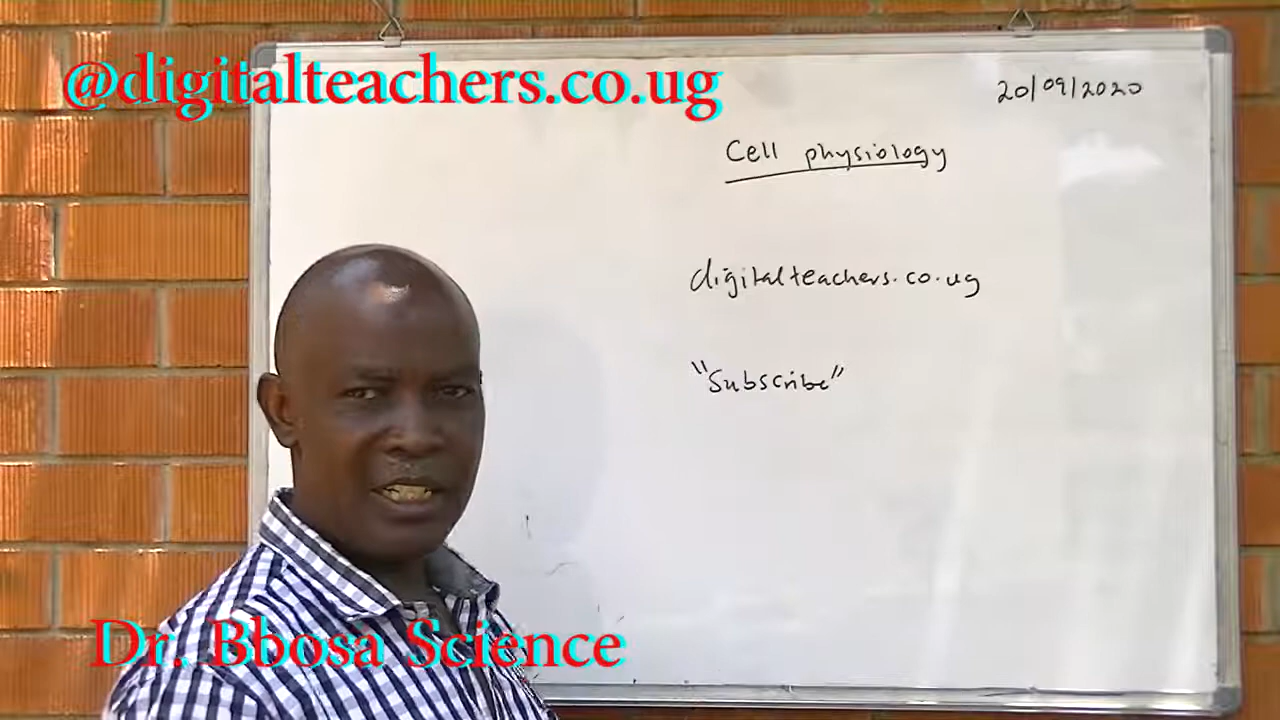 @digitalteachers.co.ug
20/09/2020
Cell physiology
digitalteachers.co.ug
"Subscribe"
Dr. Bbosa Science